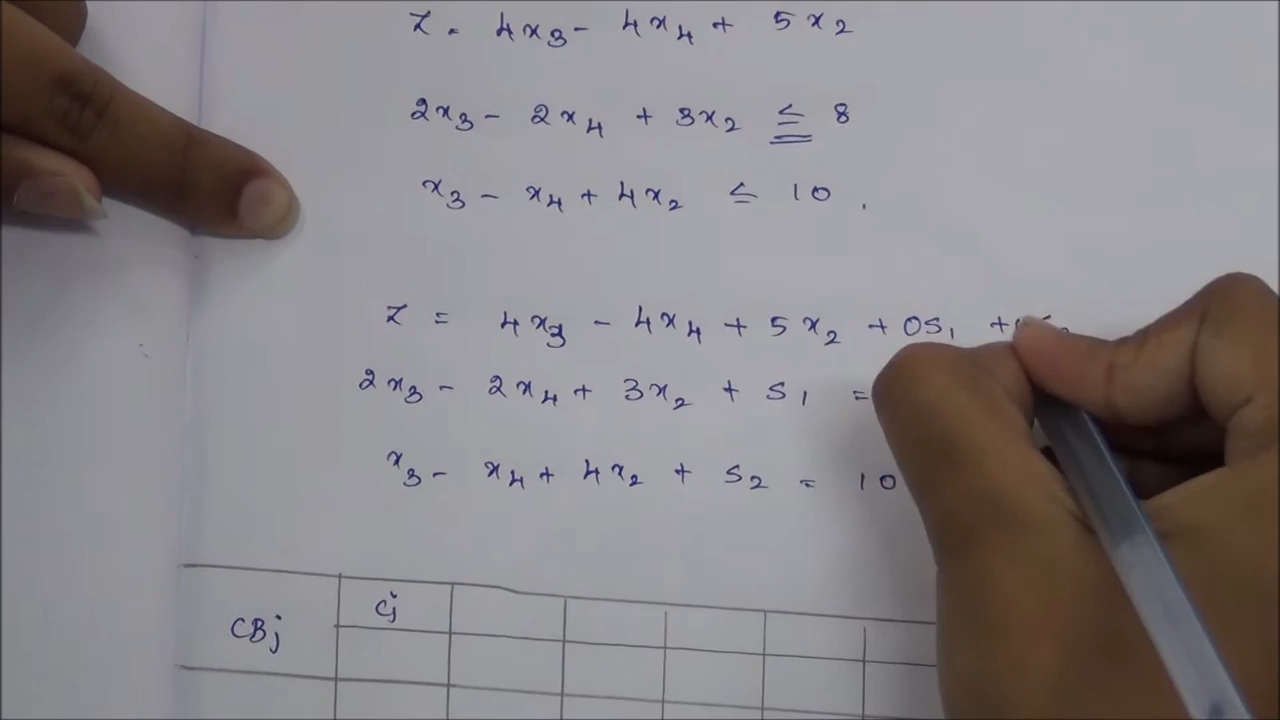 Z = 4x₃ - 4x₄ + 5x₂
2x₃ - 2x₄ + 3x₂ ≤ 8
x₃ - x₄ + 4x₂ ≤ 10.
Z = 4x₃ - 4x₄ + 5x₂ + 0S₁ +
2x₃ - 2x₄ + 3x₂ + S₁ =
x₃ - x₄ + 4x₂ + S₂ = 10
CBj Cj